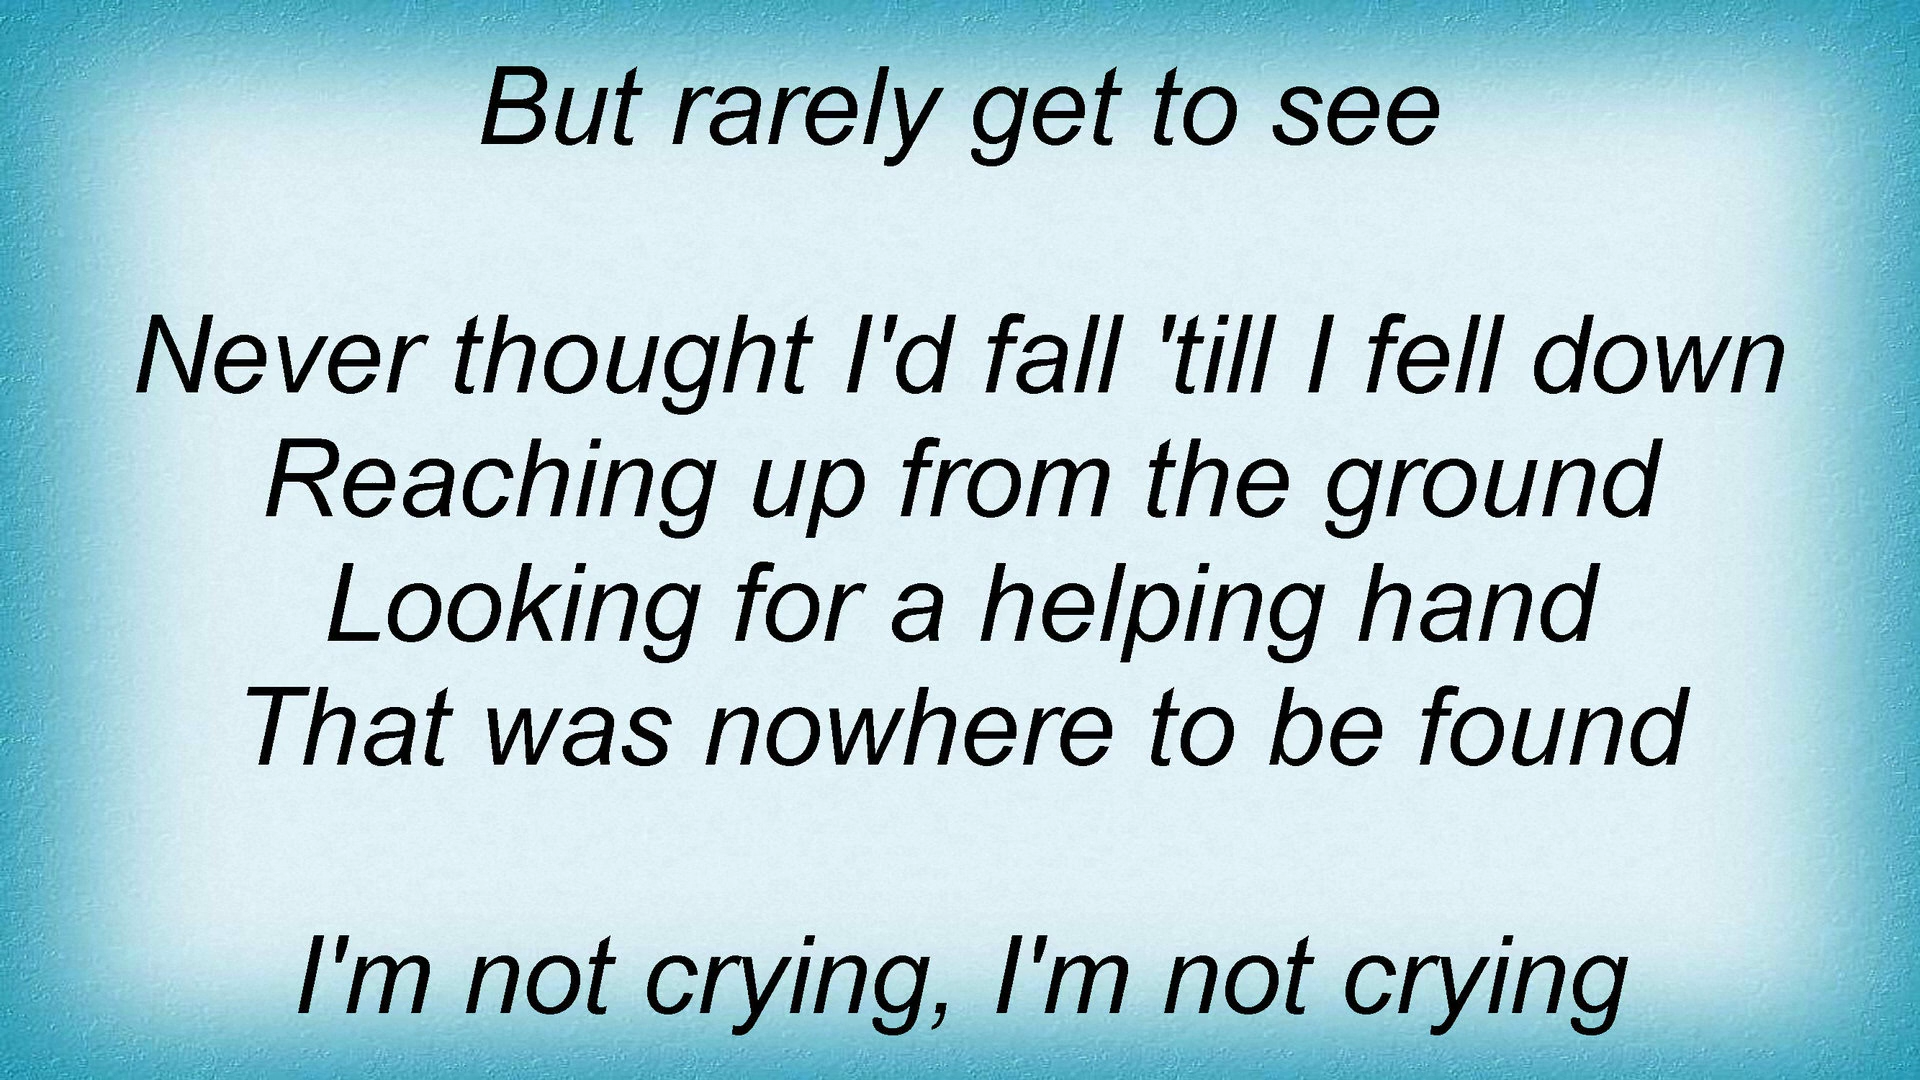 But rarely get to see
Never thought I'd fall 'till I fell down
Reaching up from the ground
Looking for a helping hand
That was nowhere to be found
I'm not crying, I'm not crying